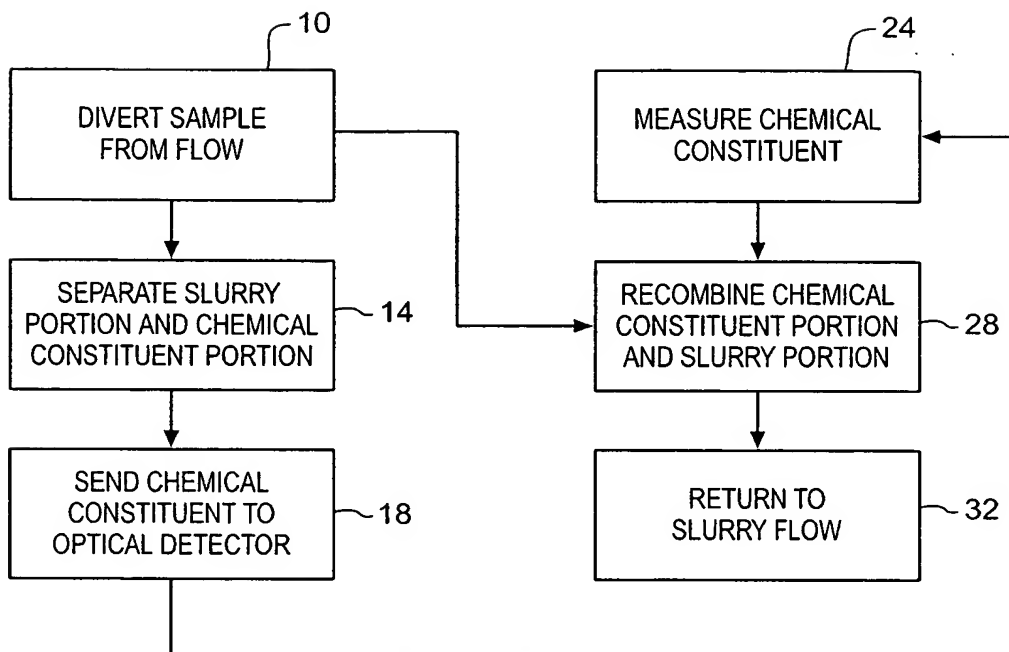 10
DIVERT SAMPLE
FROM FLOW
SEPARATE SLURRY
PORTION AND CHEMICAL
CONSTITUENT PORTION
14
SEND CHEMICAL
CONSTITUENT TO
OPTICAL DETECTOR
18
24
MEASURE CHEMICAL
CONSTITUENT
RECOMBINE CHEMICAL
CONSTITUENT PORTION
AND SLURRY PORTION
28
RETURN TO
SLURRY FLOW
32